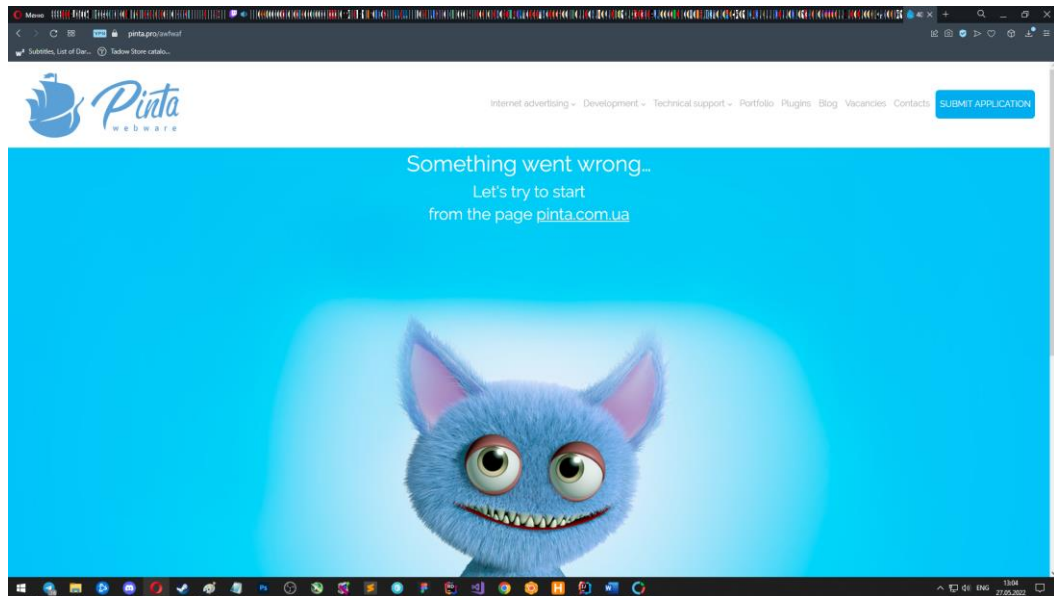 Меню
VPN
pinta.pro/awfwaf
Subtitles, List of Dar...
Tadow Store catalo...
Pinta
webware
Internet advertising
Development
Technical support
Portfolio
Plugins
Blog
Vacancies
Contacts
SUBMIT APPLICATION
Something went wrong...
Let's try to start
from the page pinta.com.ua
ENG
13:04
27.05.2022